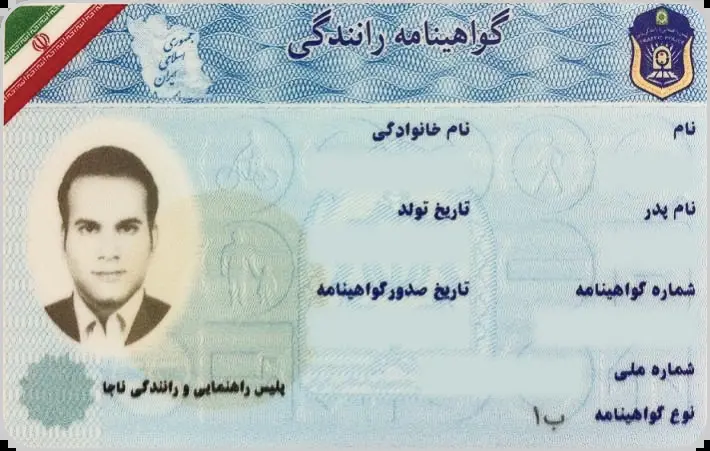 گواهینامه رانندگی
جمهوری
اسلامی
ایران
TRAFFIC POLICE
نام
نام خانوادگی
نام پدر
تاریخ تولد
شماره گواهینامه
تاریخ صدورگواهینامه
شماره ملی
پلیس راهنمایی و رانندگی ناجا
نوع گواهینامه ب۱